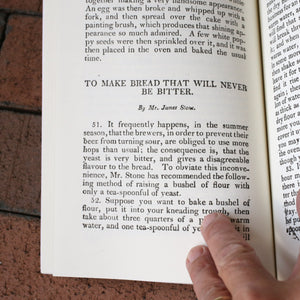 making a very handsome appearance.
An egg was then broke and whipped up with a
fork, and then spread over the cake with a
painting brush, which produces that shining ap-
pearance so much admired. A few white pop-
py seeds were then sprinkled over it, and it was
then placed in the oven and baked the usual
time.
TO MAKE BREAD THAT WILL NEVER
BE BITTER.
By Mr. James Stone.
51. It frequently happens, in the summer
season, that the brewers, in order to prevent their
beer from turning sour, are obliged to use more
hops than usual; the consequence is, that the
yeast is very bitter, and gives a disagreeable
flavour to the bread. To obviate this inconve-
nience, Mr. Stone has recommended the follow-
ing method of raising a bushel of flour with
only a tea-spoonful of yeast.
52. Suppose you want to bake a bushel of
flour, put it into your kneading trough, then
take about three quarters of a warm
water, and one tea-spoonful of